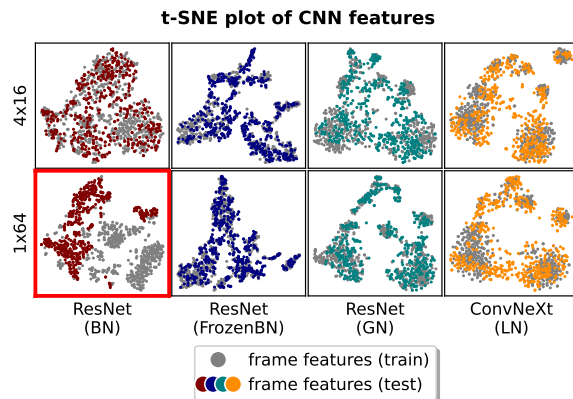 t-SNE plot of CNN features
4x16
1x64
ResNet
(BN)
ResNet
(FrozenBN)
ResNet
(GN)
ConvNeXt
(LN)
frame features (train)
frame features (test)